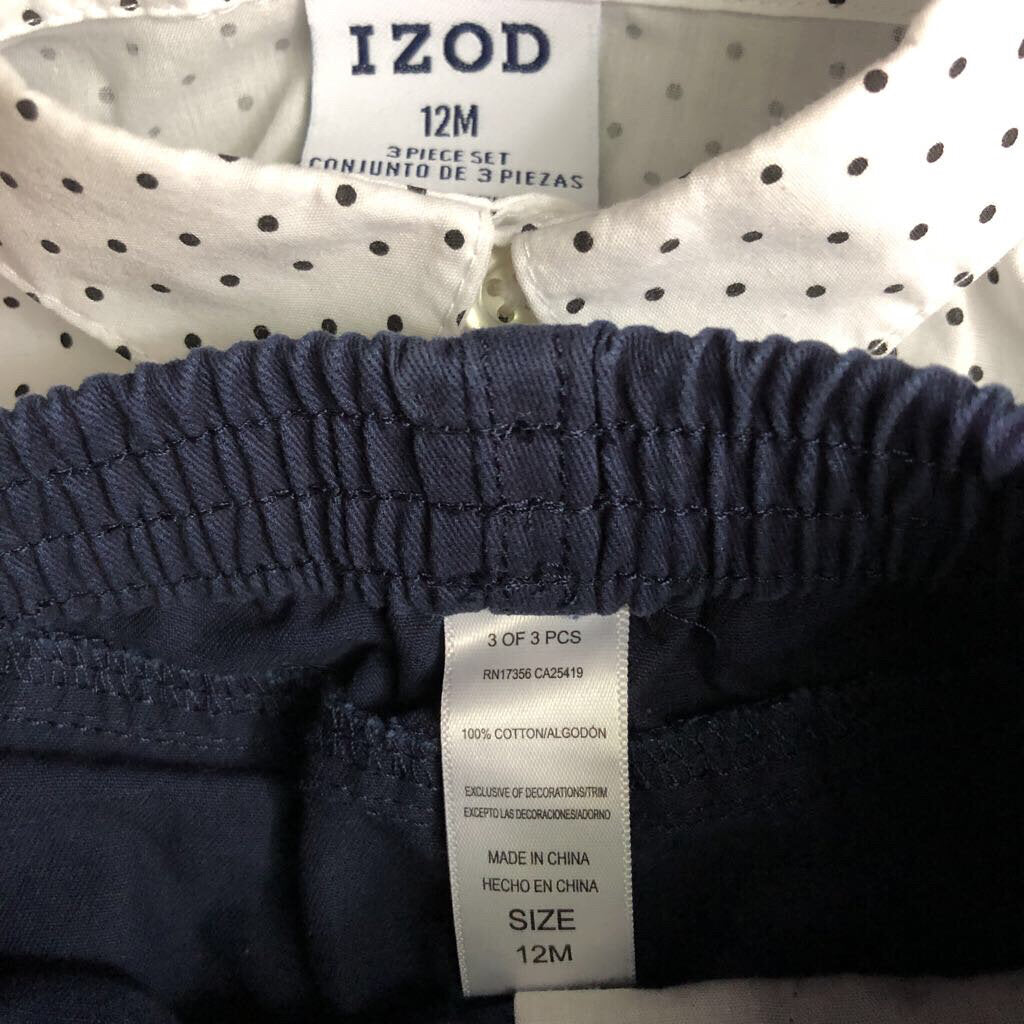 IZOD
12M
3 PIECE SET
CONJUNTO DE 3 PIEZAS
3 OF 3 PCS
RN17356 CA25419
100% COTTON/ALGODÓN
EXCLUSIVE OF DECORATIONS/TRIM
EXCEPTO LAS DECORACIONES/ADORNO
MADE IN CHINA
HECHO EN CHINA
SIZE
12M